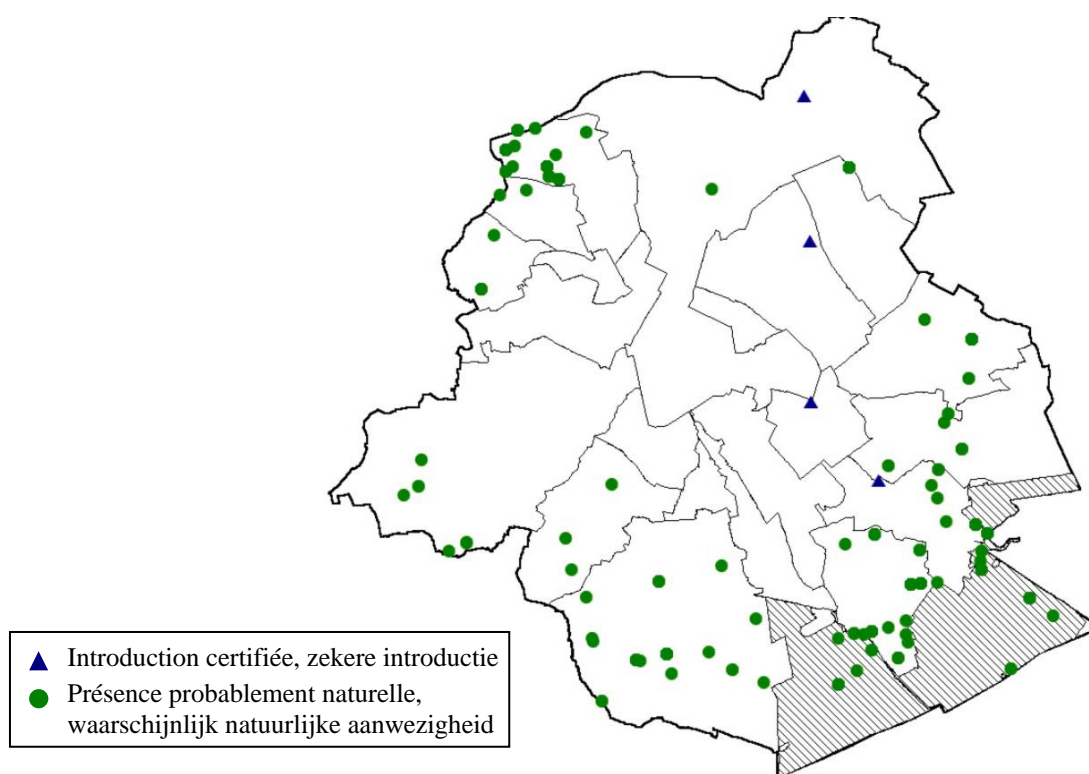 Introduction certifiée, zekere introductie
Présence probablement naturelle,
waarschijnlijk natuurlijke aanwezigheid